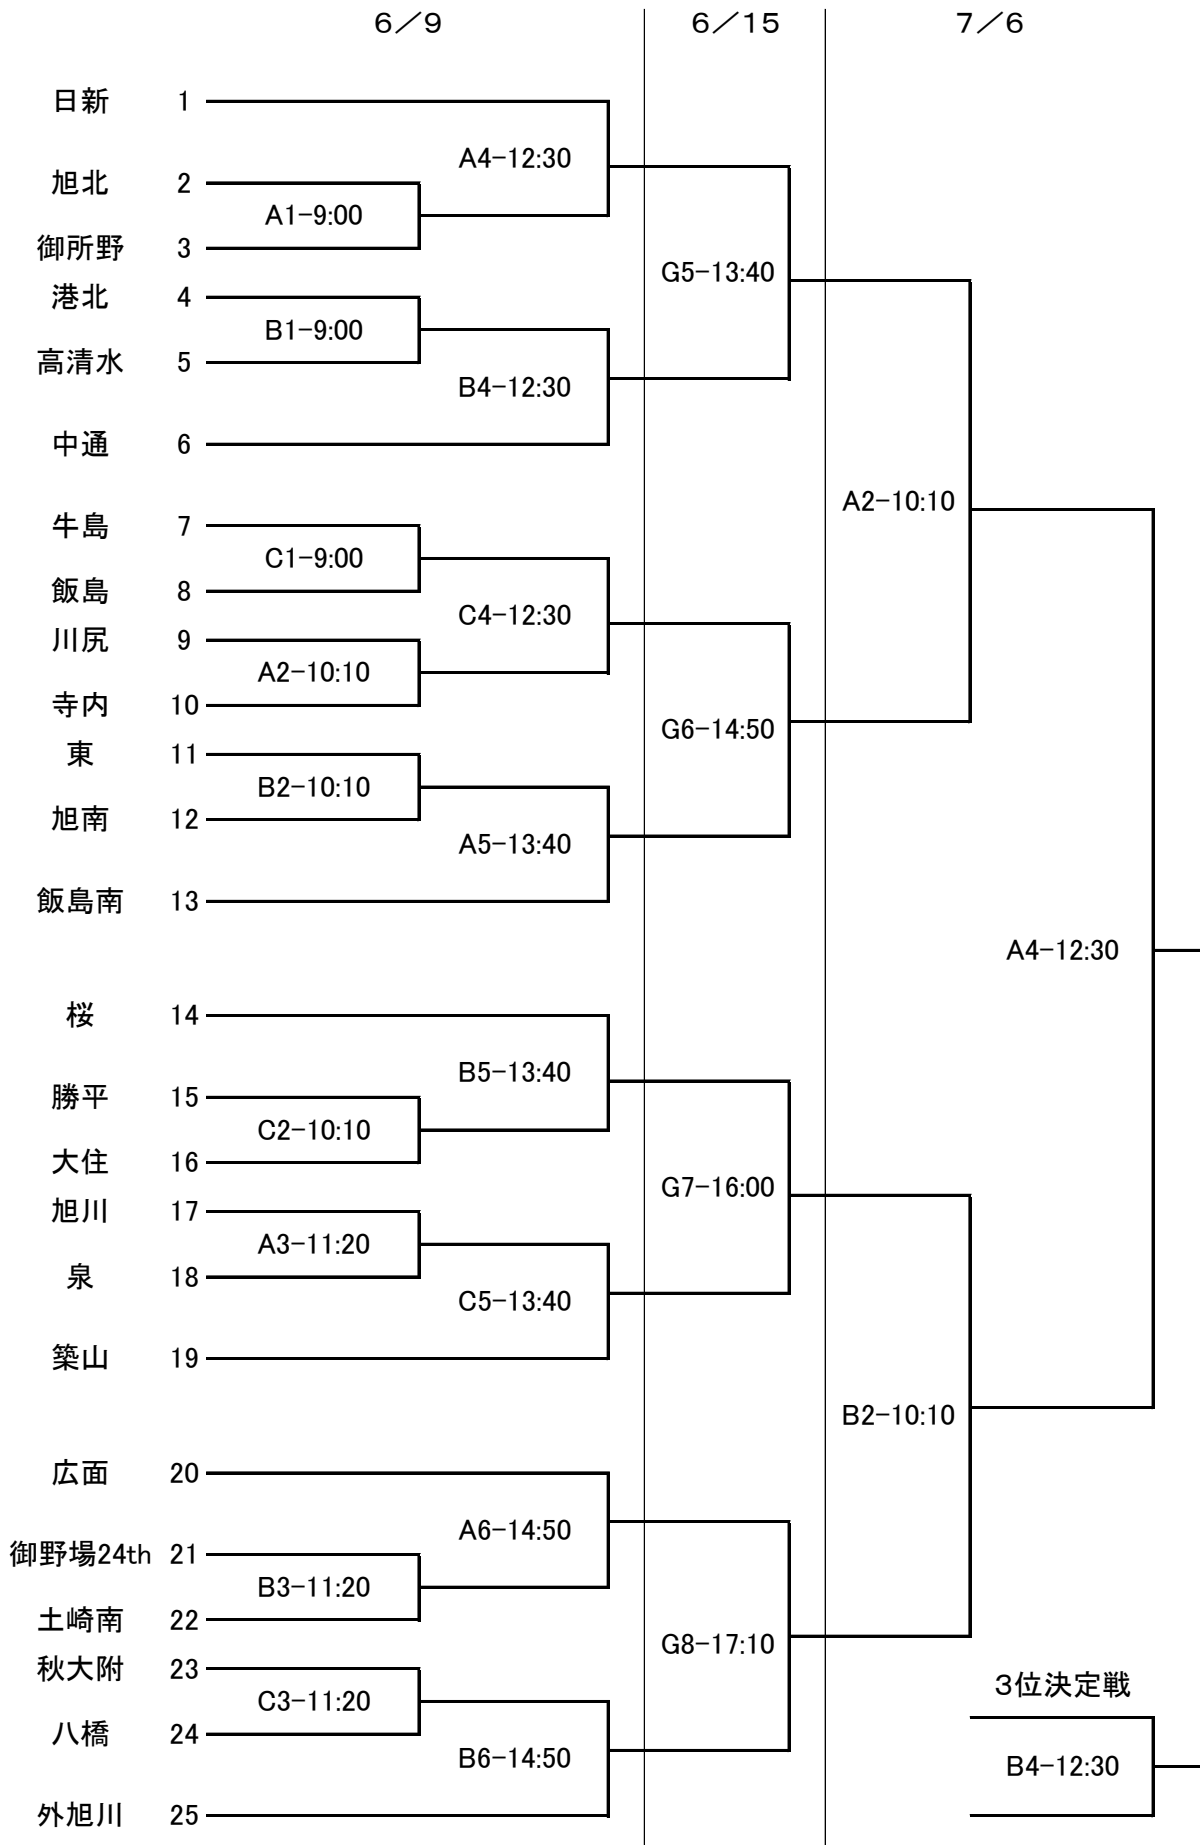 ６／９ ６／１５ ７／６
日新 1
A4−12:30
旭北 2
A1−9:00
御所野 3
G5−13:40
港北 4
B1−9:00
高清水 5
B4−12:30
中通 6
A2−10:10
牛島 7
C1−9:00
飯島 8
C4−12:30
川尻 9
A2−10:10
寺内 10
G6−14:50
東 11
B2−10:10
旭南 12
A5−13:40
飯島南 13
A4−12:30
桜 14
B5−13:40
勝平 15
C2−10:10
大住 16
G7−16:00
旭川 17
A3−11:20
泉 18
C5−13:40
築山 19
B2−10:10
広面 20
A6−14:50
御野場24th 21
B3−11:20
土崎南 22
G8−17:10
秋大附 23
３位決定戦
C3−11:20
八橋 24
B6−14:50
B4−12:30
外旭川 25